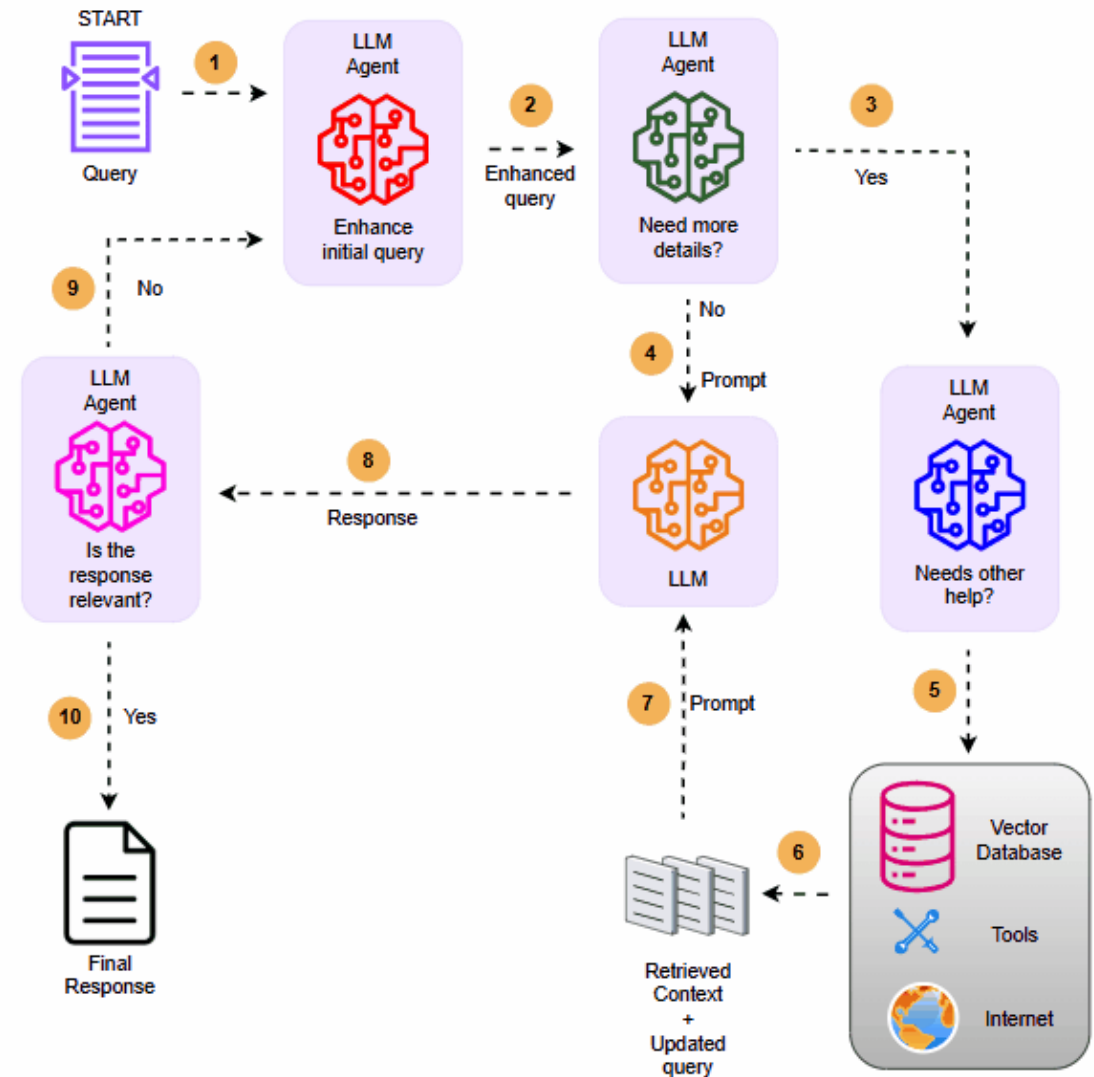 START
Query
1
LLM
Agent
Enhance
initial query
2
Enhanced
query
LLM
Agent
Need more
details?
3
Yes
9
No
No
4
Prompt
LLM
Agent
Is the
response
relevant?
8
Response
LLM
LLM
Agent
Needs other
help?
7
Prompt
5
10
Yes
Final
Response
6
Retrieved
Context
+
Updated
query
Vector
Database
Tools
Internet